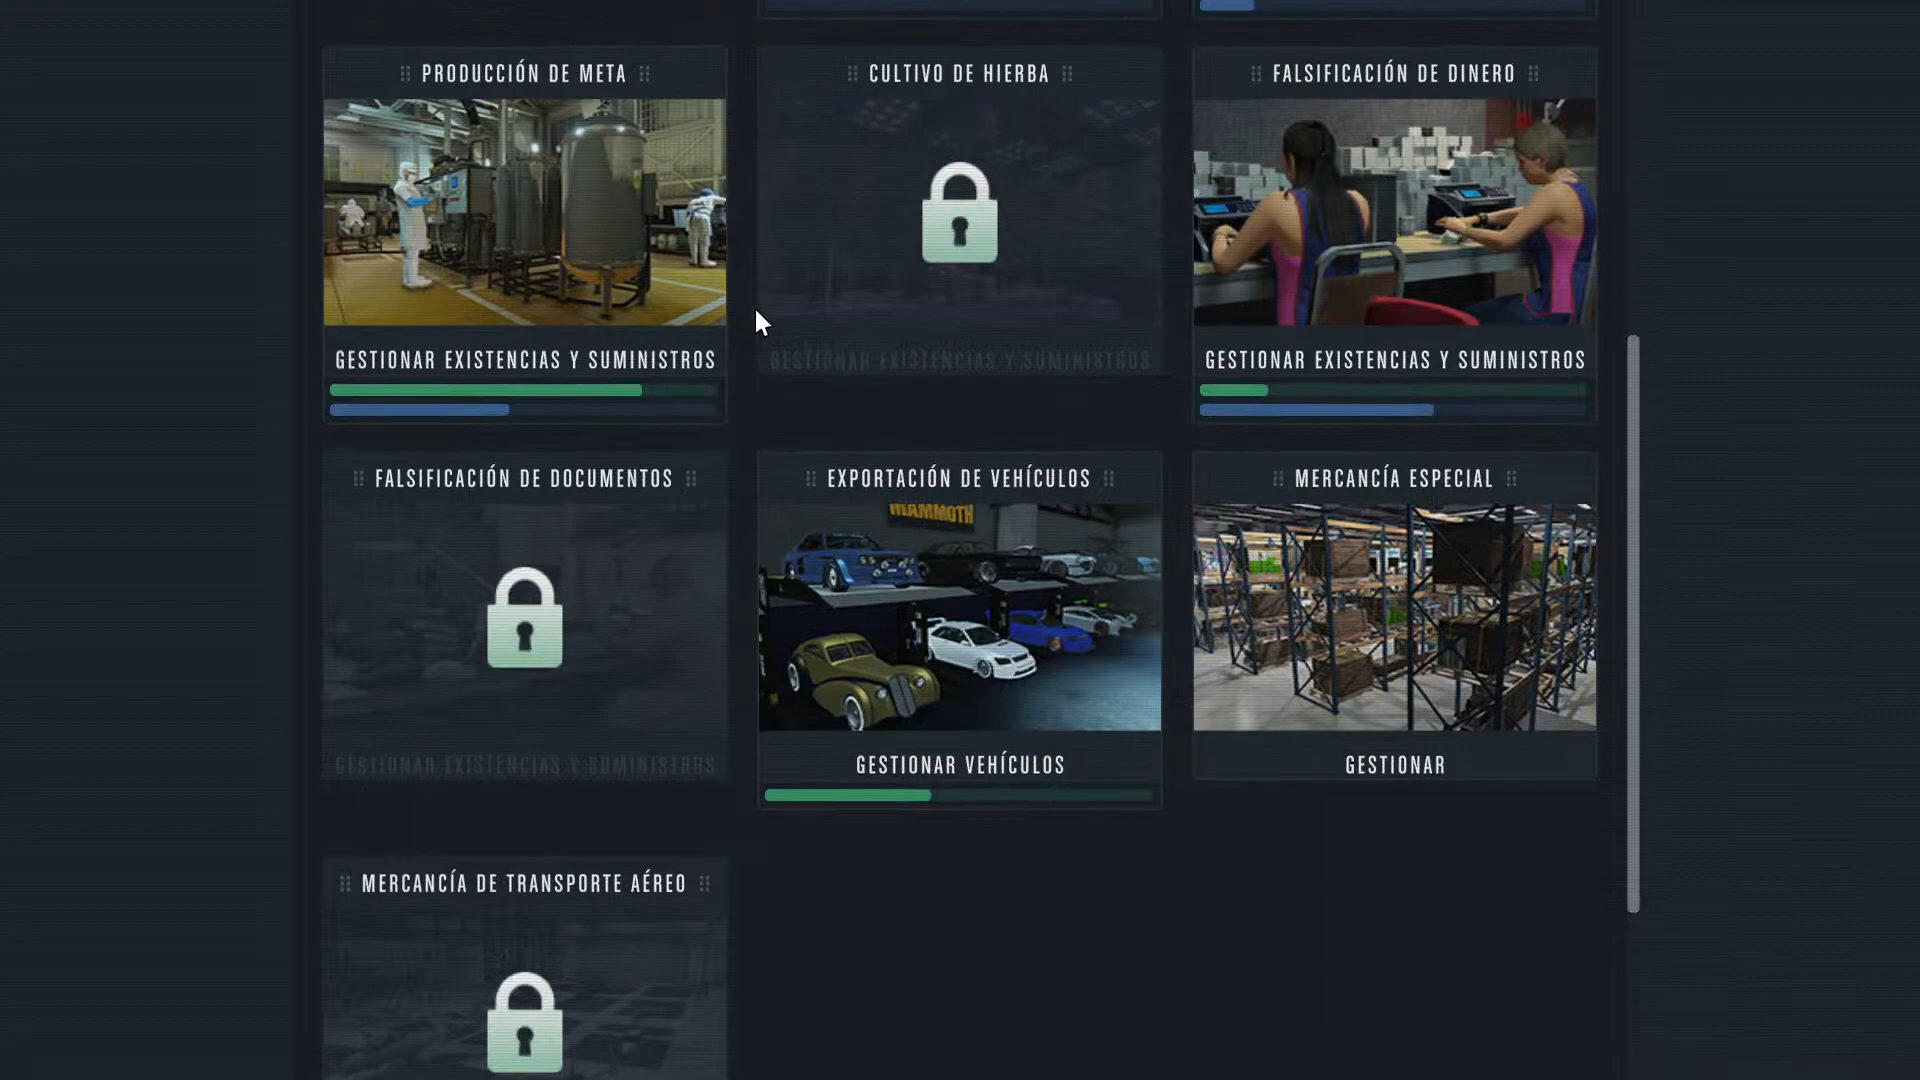 PRODUCCIÓN DE META
CULTIVO DE HIERBA
FALSIFICACIÓN DE DINERO
GESTIONAR EXISTENCIAS Y SUMINISTROS
GESTIONAR EXISTENCIAS Y SUMINISTROS
GESTIONAR EXISTENCIAS Y SUMINISTROS
FALSIFICACIÓN DE DOCUMENTOS
EXPORTACIÓN DE VEHÍCULOS
MERCANCÍA ESPECIAL
MAMMOTH
GESTIONAR EXISTENCIAS Y SUMINISTROS
GESTIONAR VEHÍCULOS
GESTIONAR
MERCANCÍA DE TRANSPORTE AÉREO